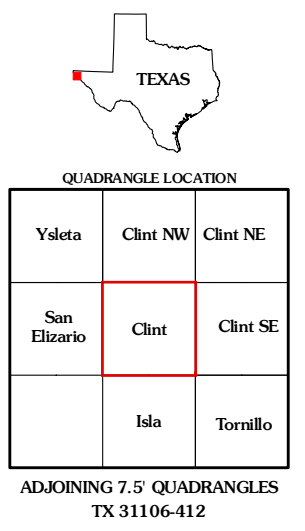 TEXAS
QUADRANGLE LOCATION
Ysleta
Clint NW
Clint NE
San
Elizario
Clint
Clint SE
Isla
Tornillo
ADJOINING 7.5' QUADRANGLES
TX 31106-412